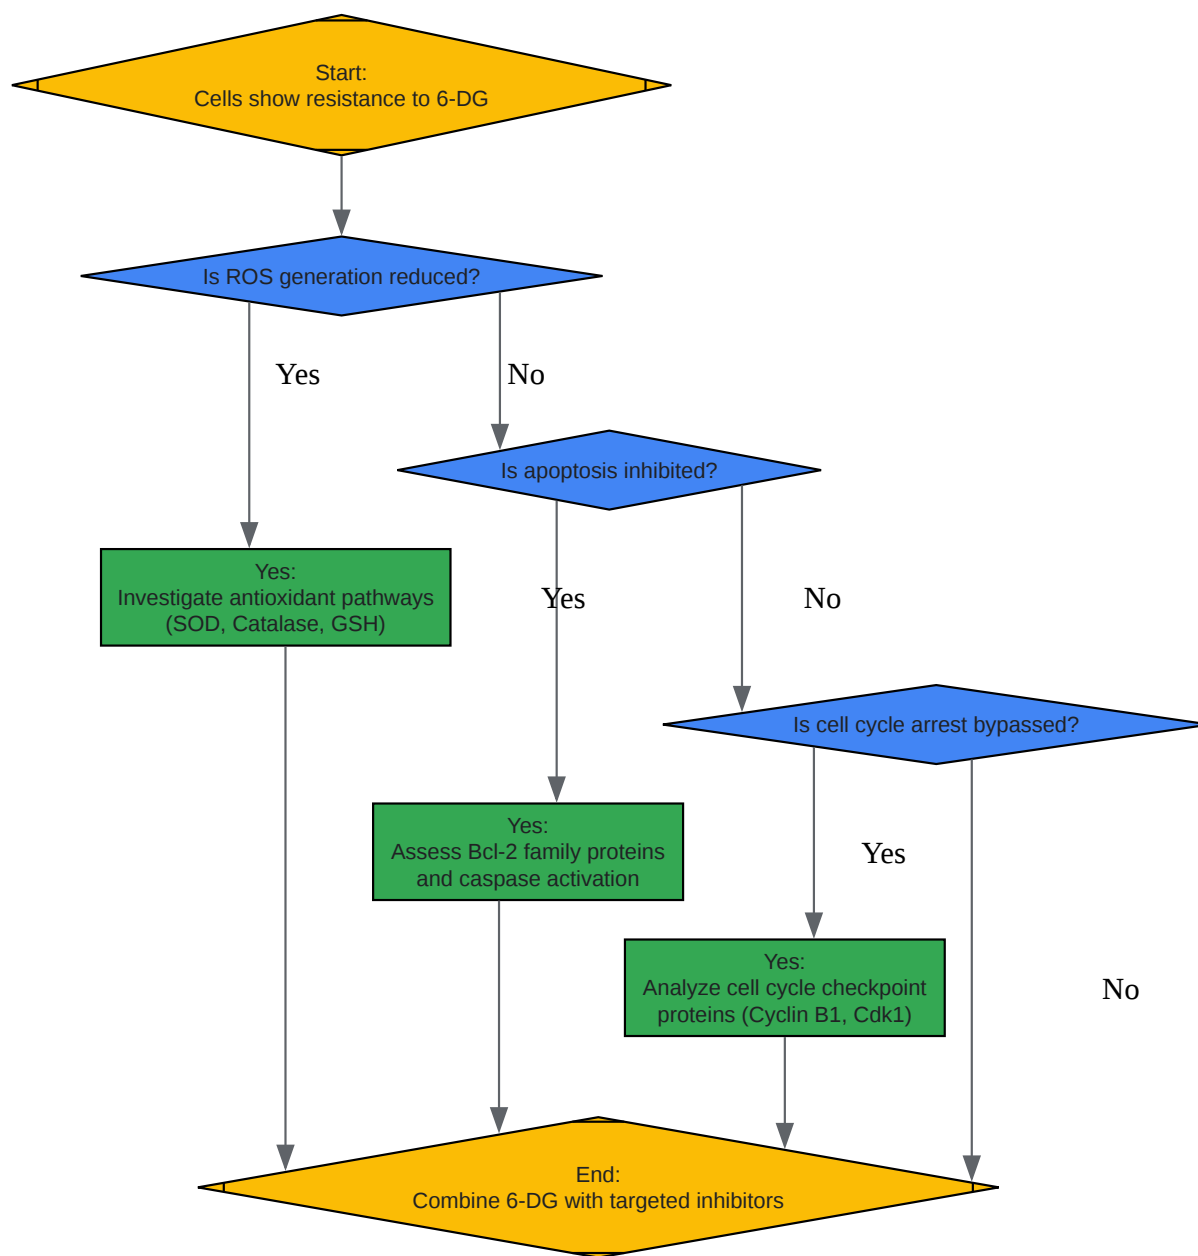 Start:
Cells show resistance to 6-DG
Is ROS generation reduced?
Yes
No
Is apoptosis inhibited?
Yes:
Investigate antioxidant pathways
(SOD, Catalase, GSH)
Yes
No
Is cell cycle arrest bypassed?
Yes:
Assess Bcl-2 family proteins
and caspase activation
Yes
Yes:
Analyze cell cycle checkpoint
proteins (Cyclin B1, Cdk1)
No
End:
Combine 6-DG with targeted inhibitors